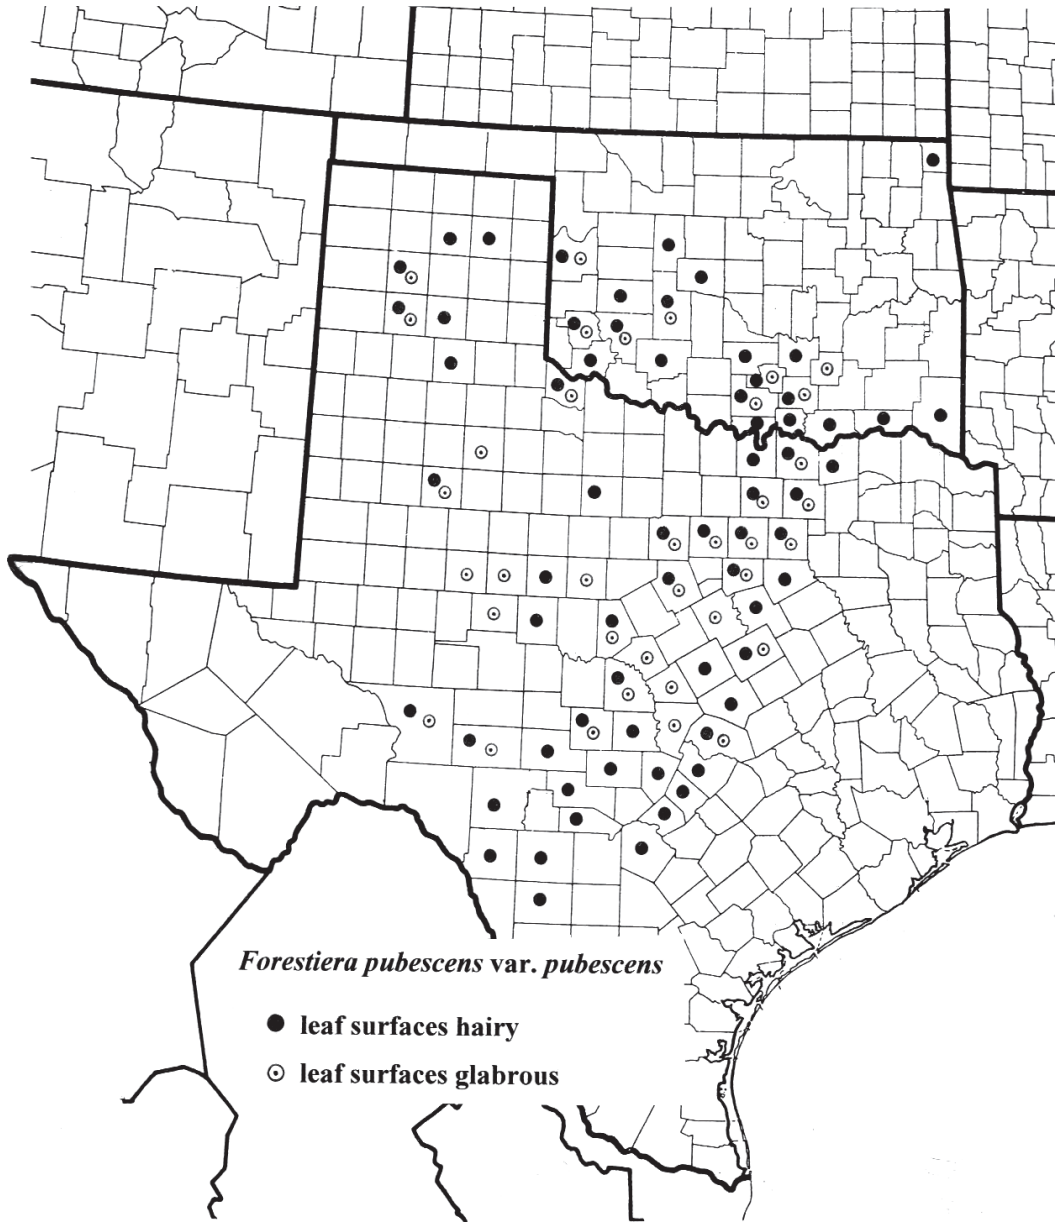 Forestiera pubescens var. pubescens
leaf surfaces hairy
leaf surfaces glabrous